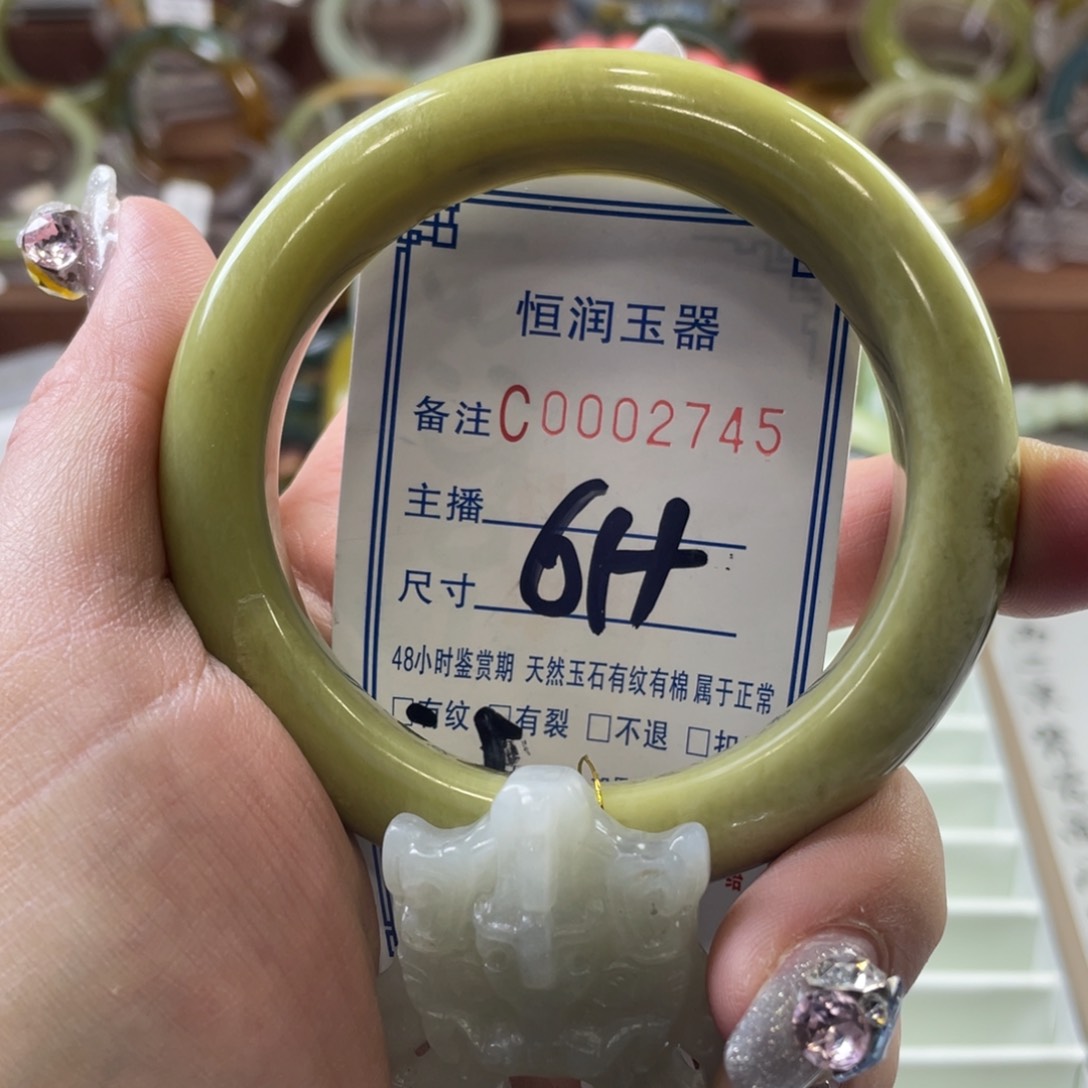 恒润玉器
备注C0002745
主播
6H
尺寸
48小时鉴赏期 天然玉石有纹有棉 属于正常
□有纹 □有裂 □不退 □